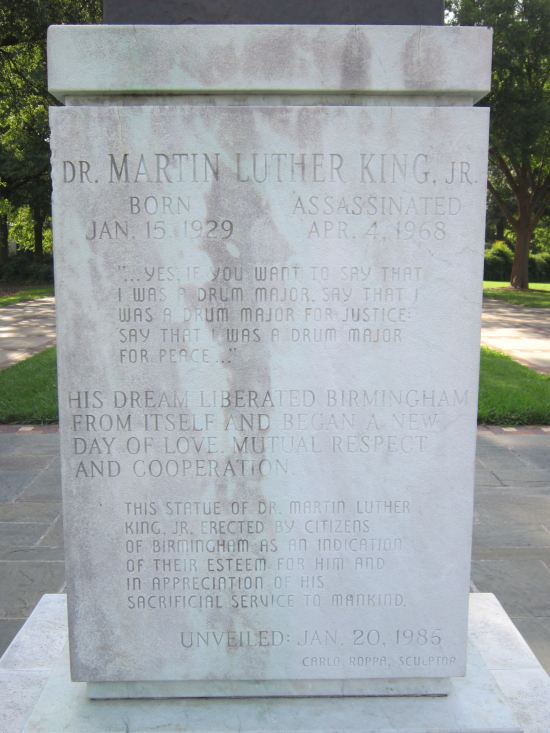 DR. MARTIN LUTHER KING, JR.
BORN ASSASSINATED
JAN. 15, 1929 APR. 4, 1968
"...YES, IF YOU WANT TO SAY THAT
I WAS A DRUM MAJOR, SAY THAT I
WAS A DRUM MAJOR FOR JUSTICE;
SAY THAT I WAS A DRUM MAJOR
FOR PEACE..."
HIS DREAM LIBERATED BIRMINGHAM
FROM ITSELF AND BEGAN A NEW
DAY OF LOVE, MUTUAL RESPECT
AND COOPERATION.
THIS STATUE OF DR. MARTIN LUTHER
KING, JR. ERECTED BY CITIZENS
OF BIRMINGHAM AS AN INDICATION
OF THEIR ESTEEM FOR HIM AND
IN APPRECIATION OF HIS
SACRIFICIAL SERVICE TO MANKIND.
UNVEILED: JAN. 20, 1985
CARLO ROPPA, SCULPTOR